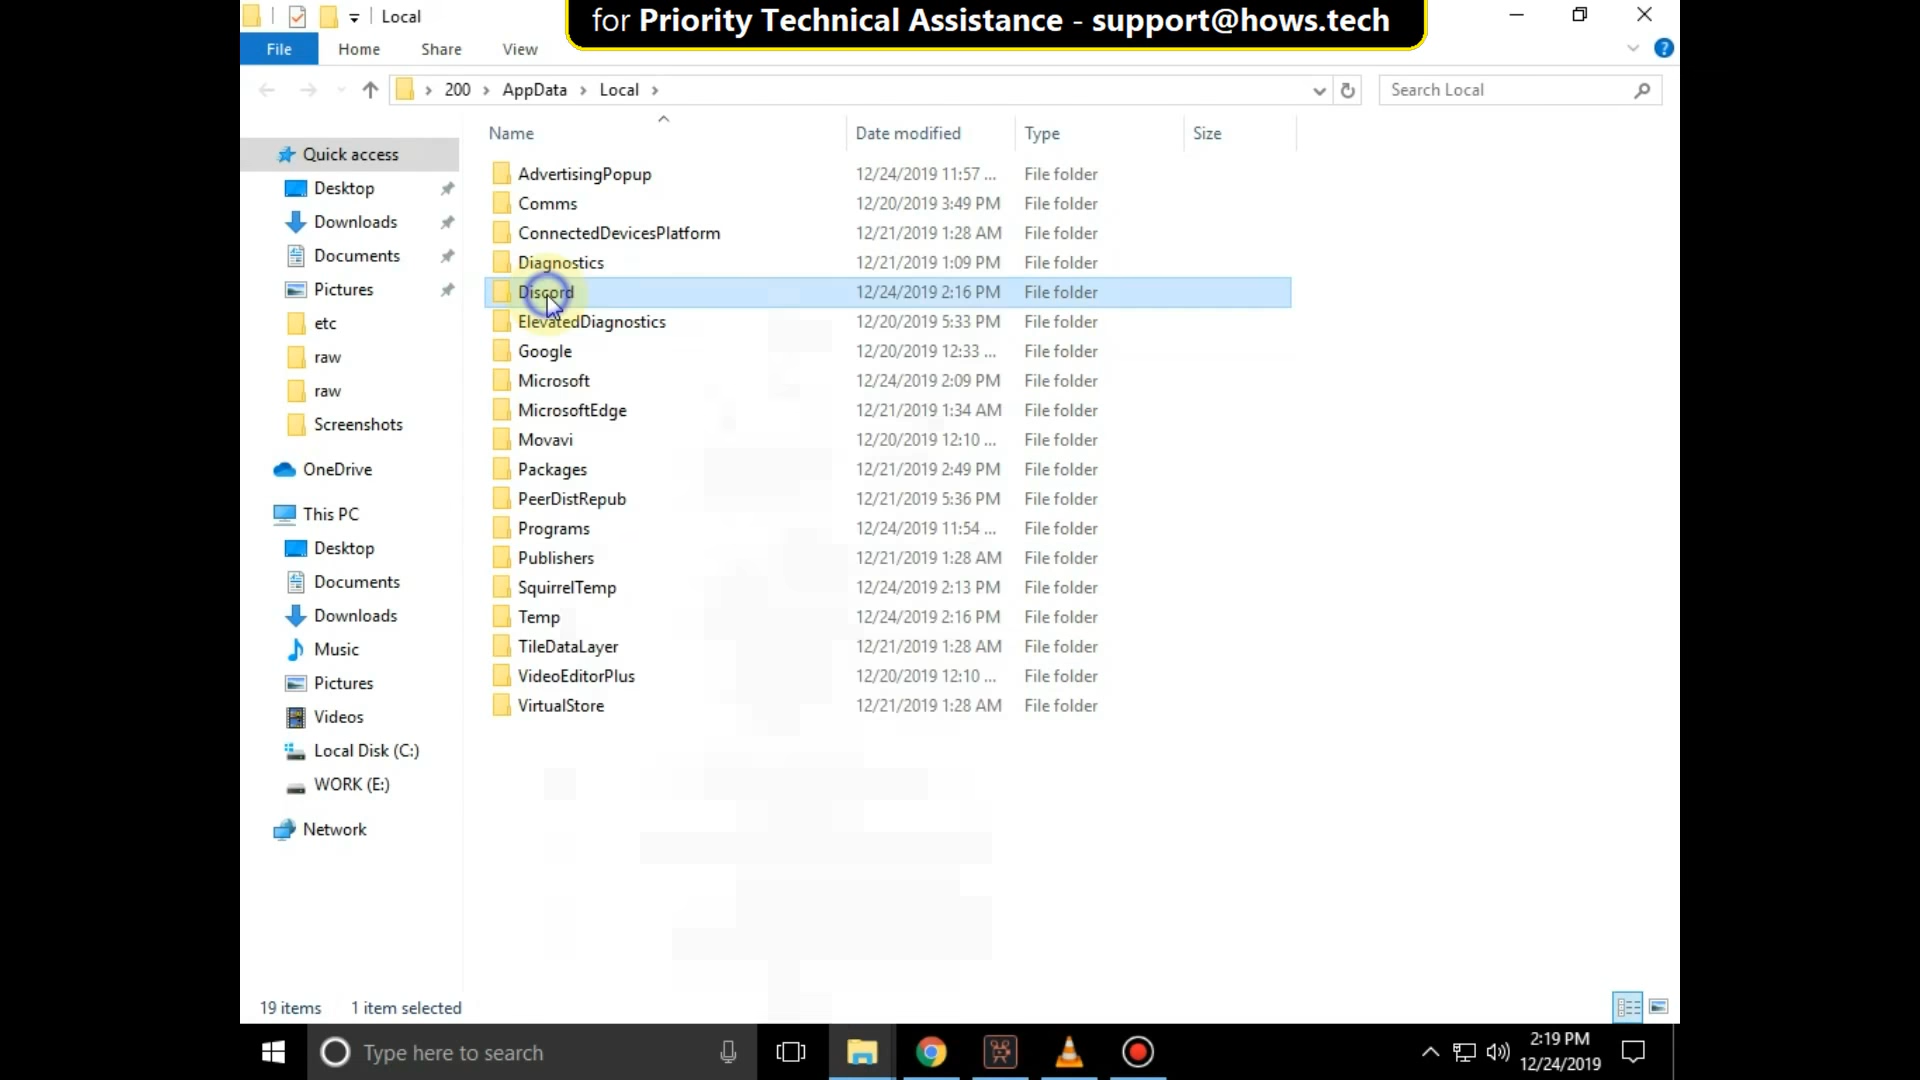 Local
for Priority Technical Assistance - support@hows.tech
File
Home
Share
View
200
AppData
Local
Search Local
Name
Date modified
Type
Size
Quick access
Desktop
Downloads
Documents
Pictures
etc
raw
raw
Screenshots
OneDrive
This PC
Desktop
Documents
Downloads
Music
Pictures
Videos
Local Disk (C:)
WORK (E:)
Network
AdvertisingPopup 12/24/2019 11:57 ... File folder
Comms 12/20/2019 3:49 PM File folder
ConnectedDevicesPlatform 12/21/2019 1:28 AM File folder
Diagnostics 12/21/2019 1:09 PM File folder
Discord 12/24/2019 2:16 PM File folder
ElevatedDiagnostics 12/20/2019 5:33 PM File folder
Google 12/20/2019 12:33 ... File folder
Microsoft 12/24/2019 2:09 PM File folder
MicrosoftEdge 12/21/2019 1:34 AM File folder
Movavi 12/20/2019 12:10 ... File folder
Packages 12/21/2019 2:49 PM File folder
PeerDistRepub 12/21/2019 5:36 PM File folder
Programs 12/24/2019 11:54 ... File folder
Publishers 12/21/2019 1:28 AM File folder
SquirrelTemp 12/24/2019 2:13 PM File folder
Temp 12/24/2019 2:16 PM File folder
TileDataLayer 12/21/2019 1:28 AM File folder
VideoEditorPlus 12/20/2019 12:10 ... File folder
VirtualStore 12/21/2019 1:28 AM File folder
19 items
1 item selected
Type here to search
2:19 PM
12/24/2019